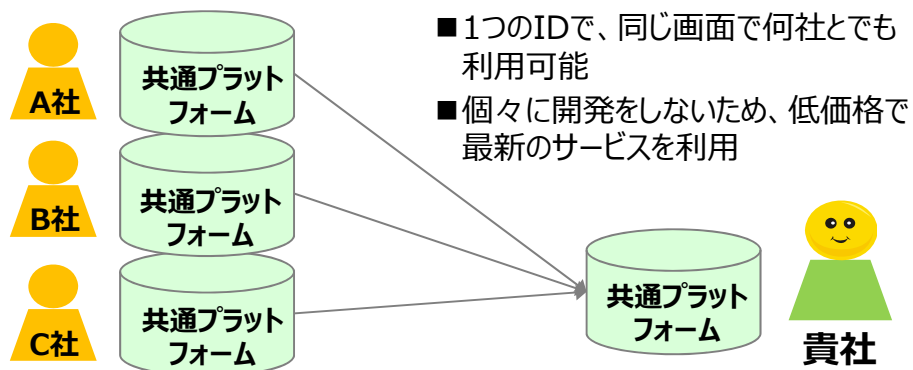 ■1つのIDで、同じ画面で何社とでも
利用可能
■個々に開発をしないため、低価格で
最新のサービスを利用
A社
共通プラット
フォーム
B社
共通プラット
フォーム
C社
共通プラット
フォーム
共通プラット
フォーム
貴社